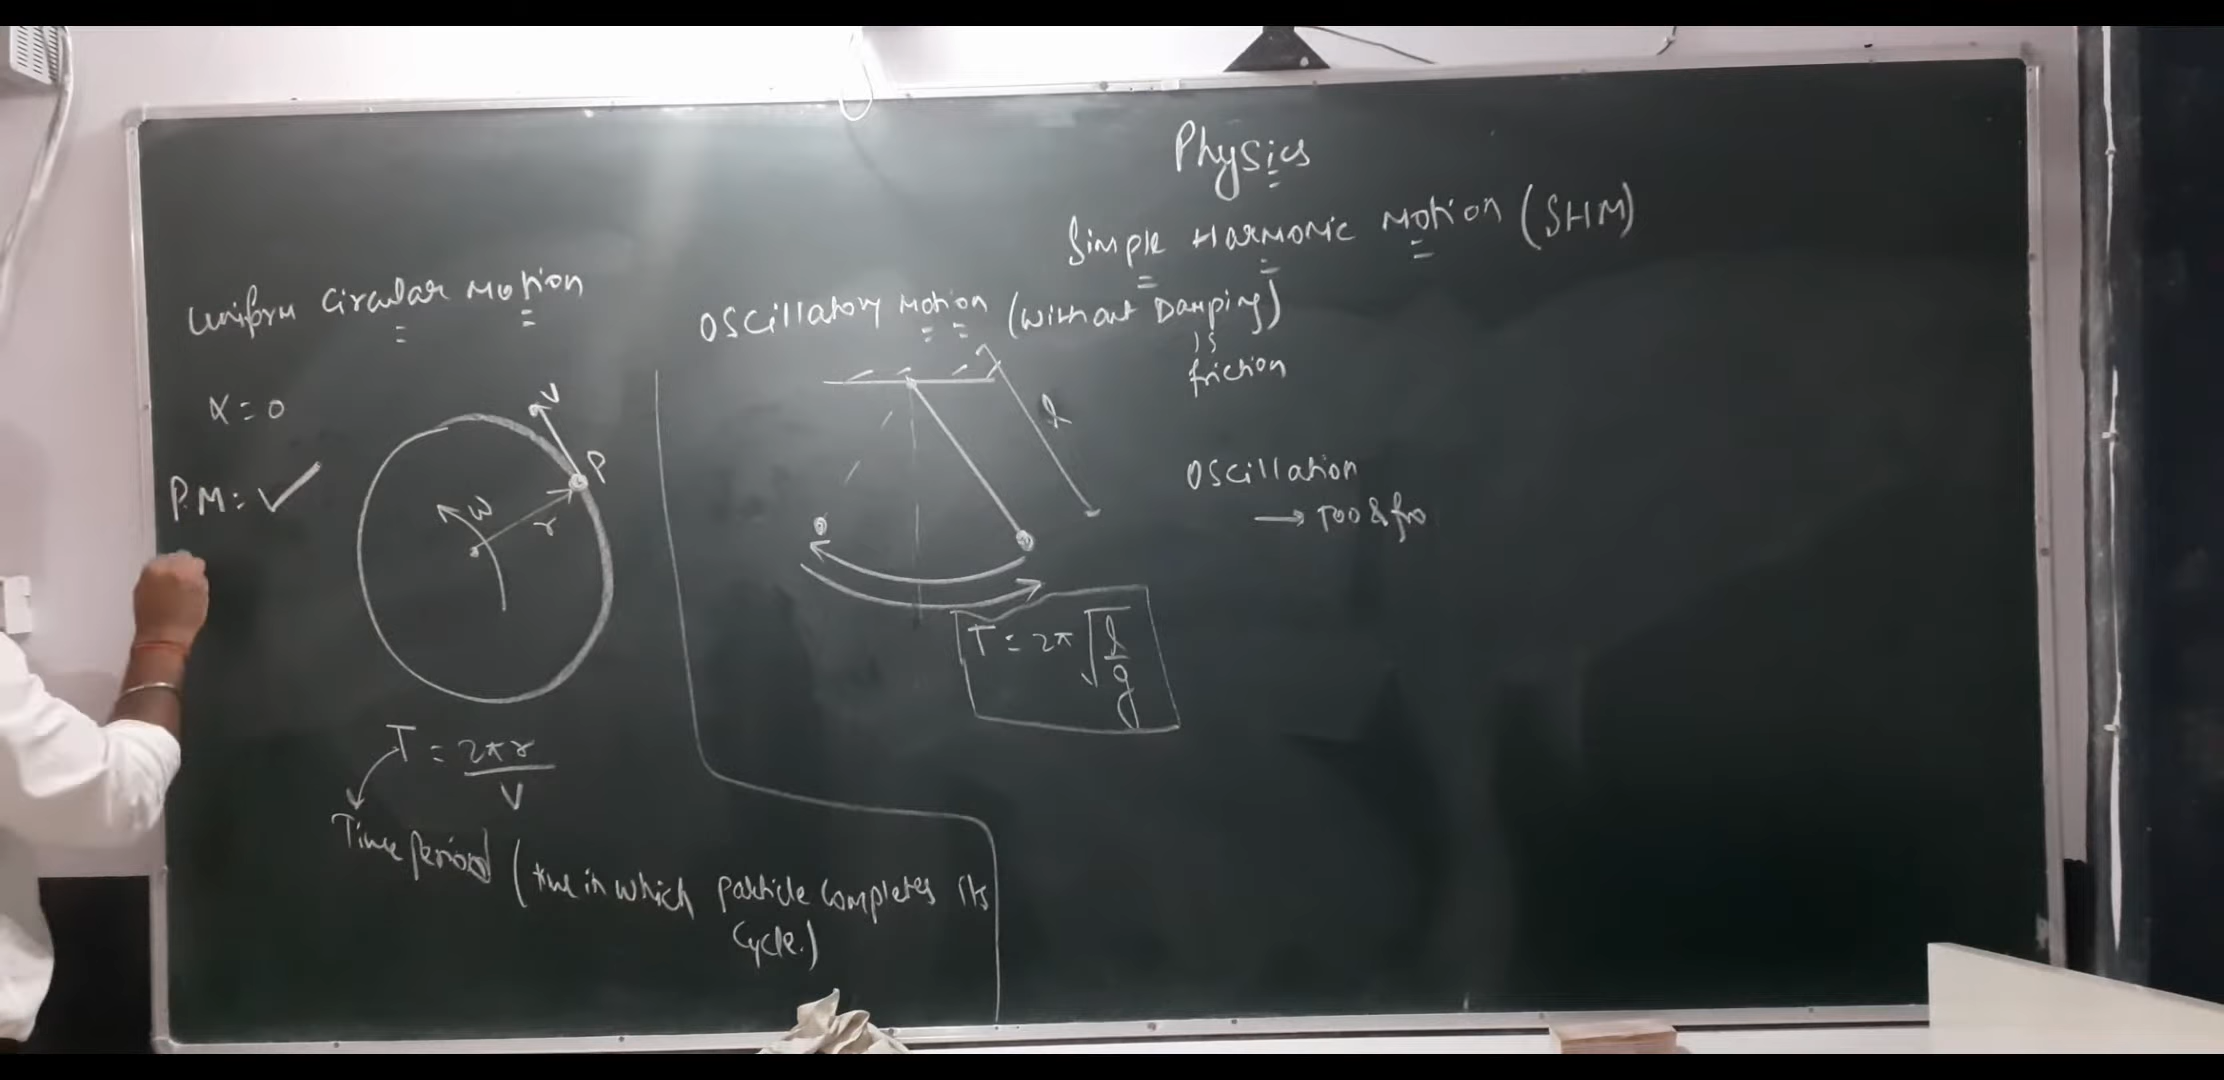 Physics
Simple Harmonic Motion (SHM)
Uniform Circular Motion
α = 0
P.M: ✓
V
P
ω
r
T = 2πr / V
Time Period (time in which particle completes its
cycle.)
Oscillatory Motion (without Damping)
is
friction
l
T = 2π √(l/g)
Oscillation
→ Too & fro